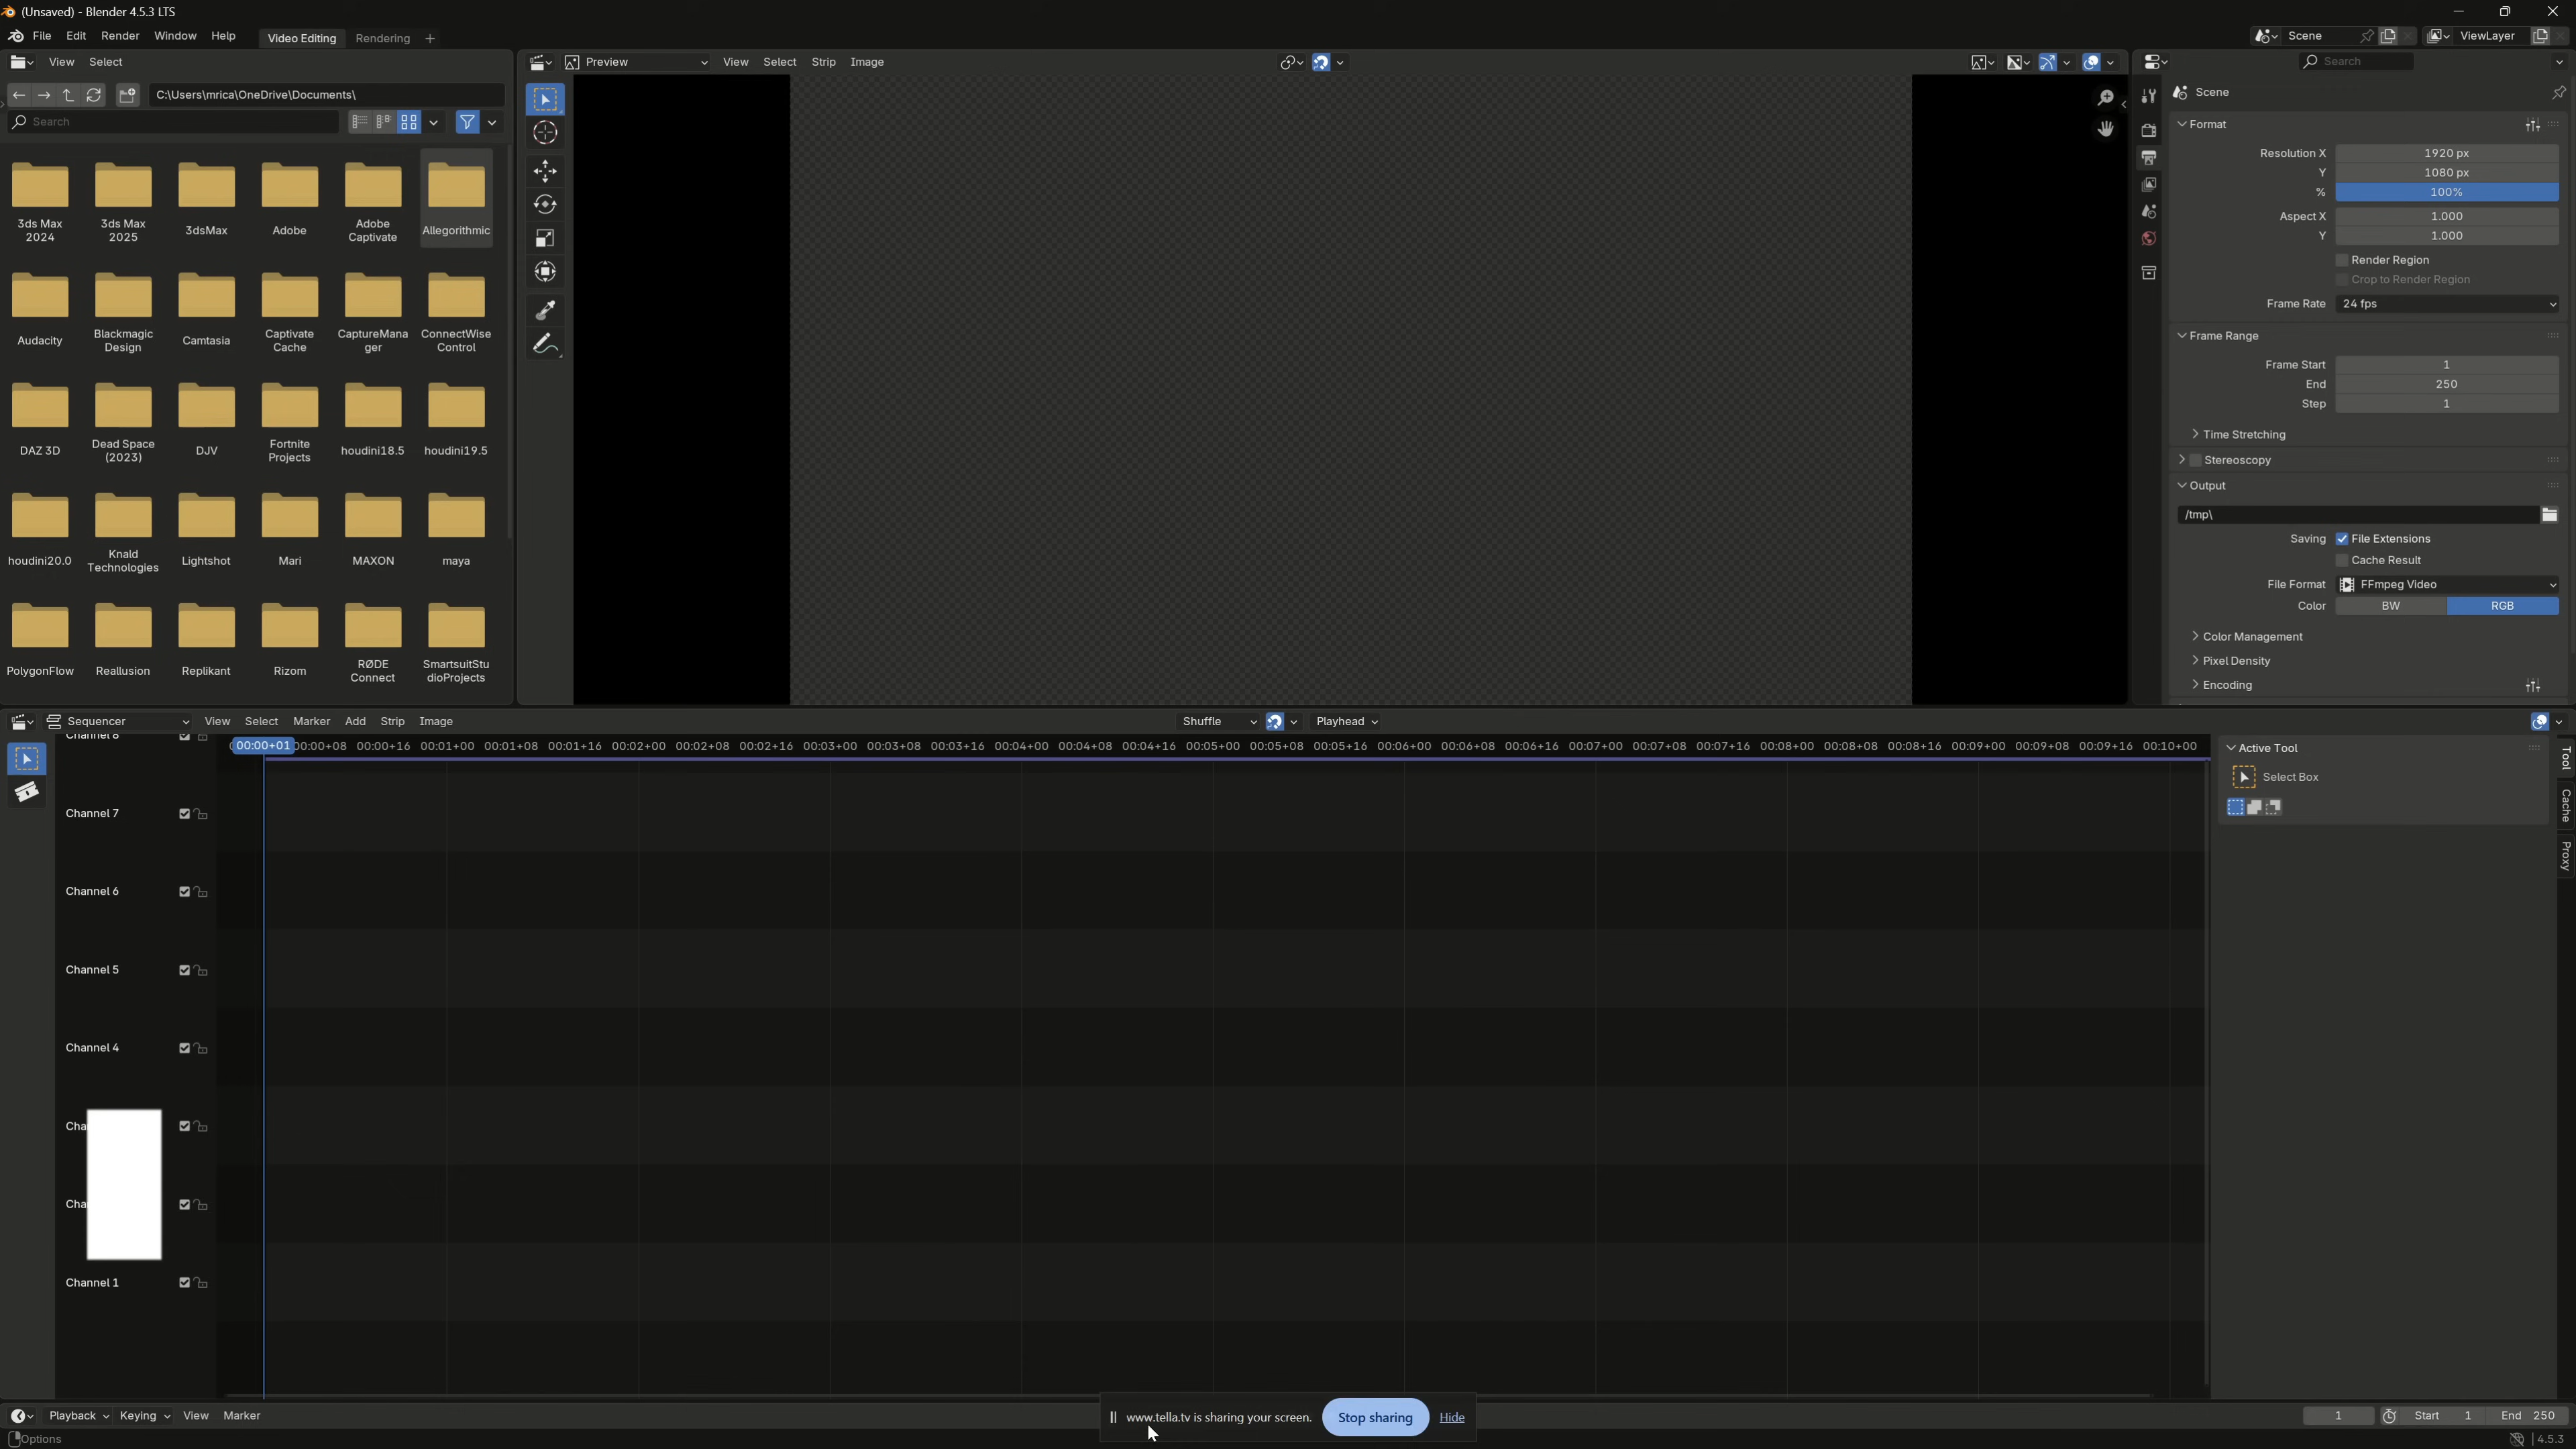 (Unsaved) - Blender 4.5.3 LTS
File Edit Render Window Help Video Editing Rendering + Scene ViewLayer
View Select
Preview View Select Strip Image
Search
C:\Users\mrica\OneDrive\Documents\
Search
3ds Max 2024
3ds Max 2025
3dsMax
Adobe
Adobe Captivate
Allegorithmic
Audacity
Blackmagic Design
Camtasia
Captivate Cache
CaptureManager
ConnectWise Control
DAZ 3D
Dead Space (2023)
DJV
Fortnite Projects
houdini18.5
houdini19.5
houdini20.0
Knald Technologies
Lightshot
Mari
MAXON
maya
PolygonFlow
Reallusion
Replikant
Rizom
RØDE Connect
SmartsuitStudioProjects
Scene
Format
Resolution X 1920 px
Y 1080 px
% 100%
Aspect X 1.000
Y 1.000
Render Region
Crop to Render Region
Frame Rate 24 fps
Frame Range
Frame Start 1
End 250
Step 1
Time Stretching
Stereoscopy
Output
/tmp\
Saving File Extensions
Cache Result
File Format FFmpeg Video
Color BW RGB
Color Management
Pixel Density
Encoding
Sequencer View Select Marker Add Strip Image Shuffle Playhead
00:00+01 00:00+08 00:00+16 00:01+00 00:01+08 00:01+16 00:02+00 00:02+08 00:02+16 00:03+00 00:03+08 00:03+16 00:04+00 00:04+08 00:04+16 00:05+00 00:05+08 00:05+16 00:06+00 00:06+08 00:06+16 00:07+00 00:07+08 00:07+16 00:08+00 00:08+08 00:08+16 00:09+00 00:09+08 00:09+16 00:10+00
Channel 8
Channel 7
Channel 6
Channel 5
Channel 4
Cha
Cha
Channel 1
Active Tool
Select Box
Tool
Cache
Proxy
www.tella.tv is sharing your screen. Stop sharing Hide
Playback Keying View Marker 1 Start 1 End 250
Options 4.5.3